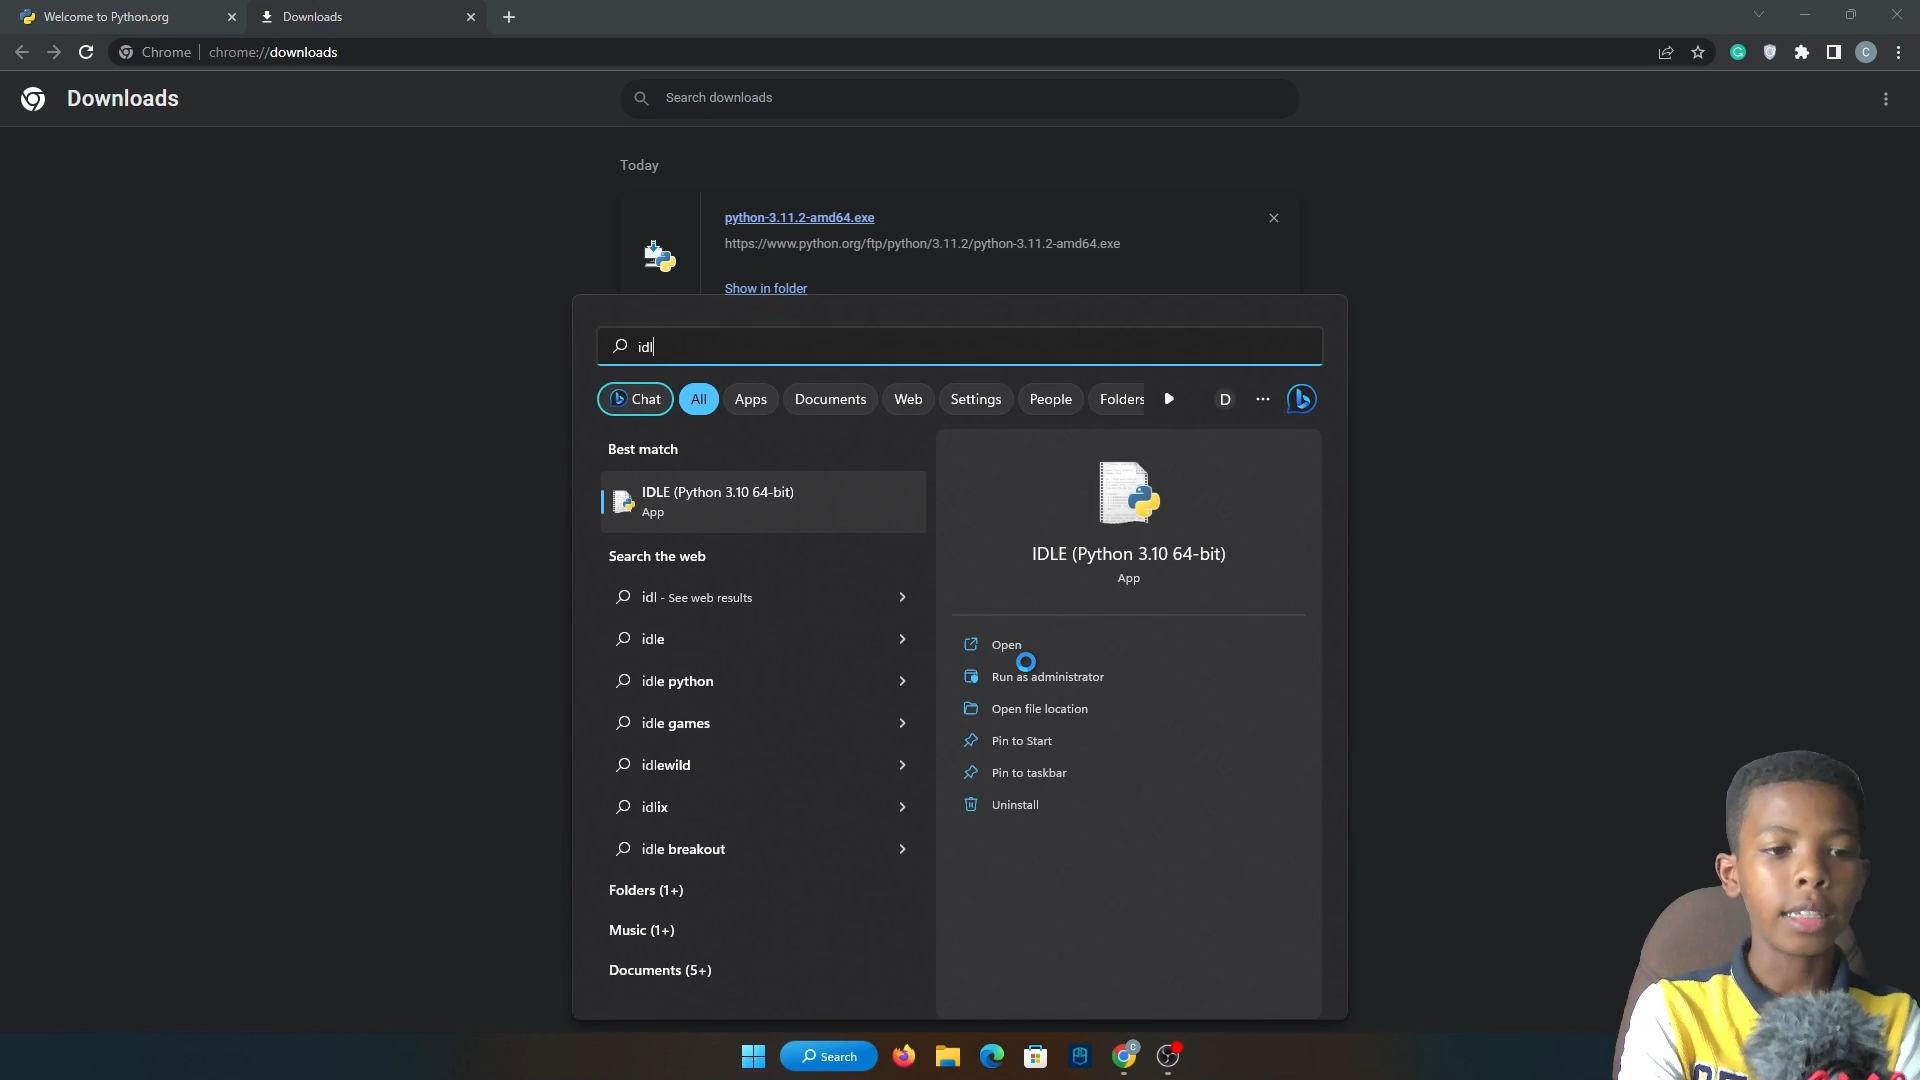 Welcome to Python.org
Downloads
Chrome
chrome://downloads
C
Downloads
Search downloads
Today
python-3.11.2-amd64.exe
https://www.python.org/ftp/python/3.11.2/python-3.11.2-amd64.exe
Show in folder
idl
Chat
All
Apps
Documents
Web
Settings
People
Folders
D
Best match
IDLE (Python 3.10 64-bit)
App
Search the web
idl - See web results
idle
idle python
idle games
idlewild
idlix
idle breakout
Folders (1+)
Music (1+)
Documents (5+)
IDLE (Python 3.10 64-bit)
App
Open
Run as administrator
Open file location
Pin to Start
Pin to taskbar
Uninstall
Search
C